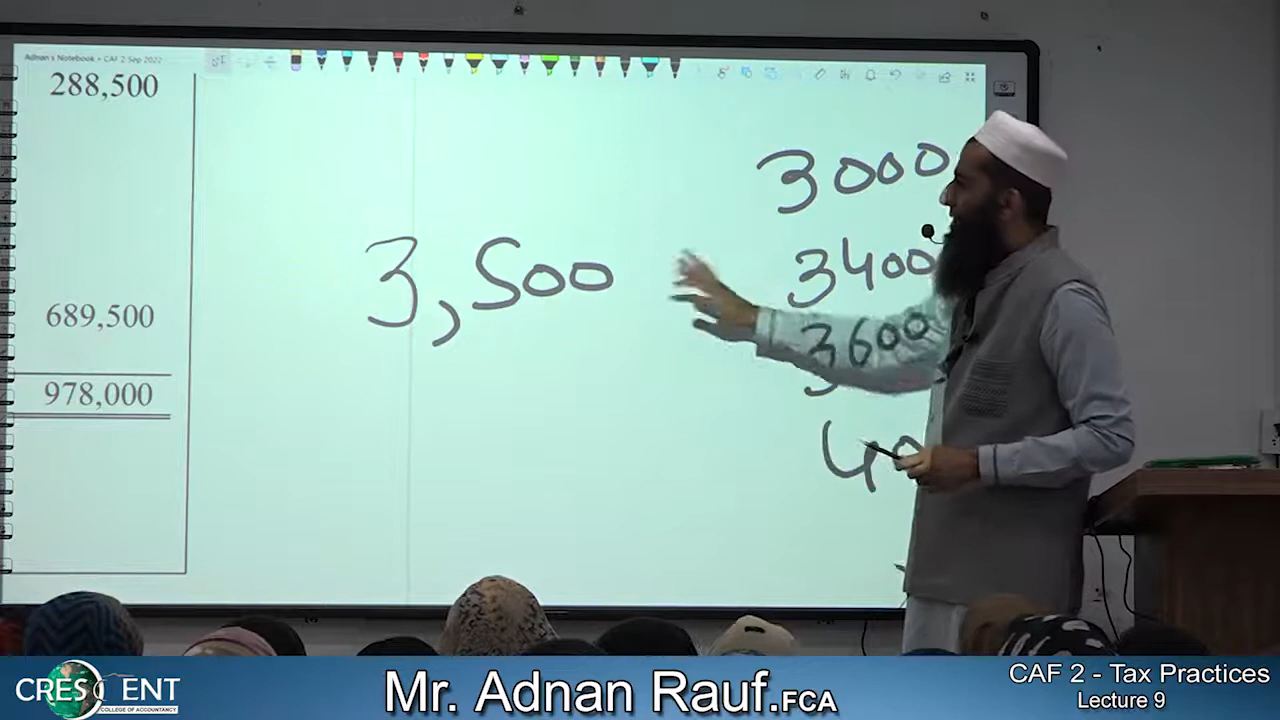 Adnan's Notebook • CAF 2 Sep 2022
288,500
689,500
978,000
3,500
3000
3400
3600
40
CRESCENT
COLLEGE OF ACCOUNTANCY
Mr. Adnan Rauf.FCA
CAF 2 - Tax Practices
Lecture 9